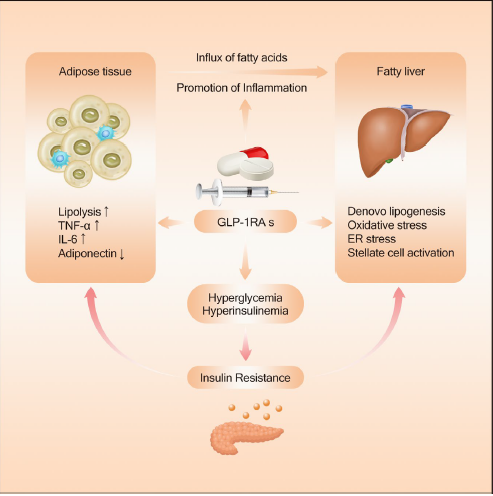 Influx of fatty acids
Promotion of Inflammation
Adipose tissue
Lipolysis ↑
TNF-α ↑
IL-6 ↑
Adiponectin ↓
Fatty liver
Denovo lipogenesis
Oxidative stress
ER stress
Stellate cell activation
GLP-1RA s
Hyperglycemia
Hyperinsulinemia
Insulin Resistance